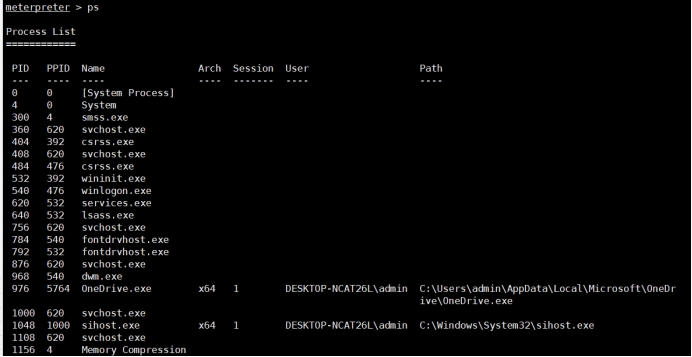 meterpreter > ps
Process List
============
PID PPID Name Arch Session User Path
--- ---- ---- ---- ------- ---- ----
0 0 [System Process]
4 0 System
300 4 smss.exe
360 620 svchost.exe
404 392 csrss.exe
408 620 svchost.exe
484 476 csrss.exe
532 392 wininit.exe
540 476 winlogon.exe
620 532 services.exe
640 532 lsass.exe
756 620 svchost.exe
784 540 fontdrvhost.exe
792 532 fontdrvhost.exe
876 620 svchost.exe
968 540 dwm.exe
976 5764 OneDrive.exe x64 1 DESKTOP-NCAT26L\admin C:\Users\admin\AppData\Local\Microsoft\OneDr
ive\OneDrive.exe
1000 620 svchost.exe
1048 1000 sihost.exe x64 1 DESKTOP-NCAT26L\admin C:\Windows\System32\sihost.exe
1108 620 svchost.exe
1156 4 Memory Compression